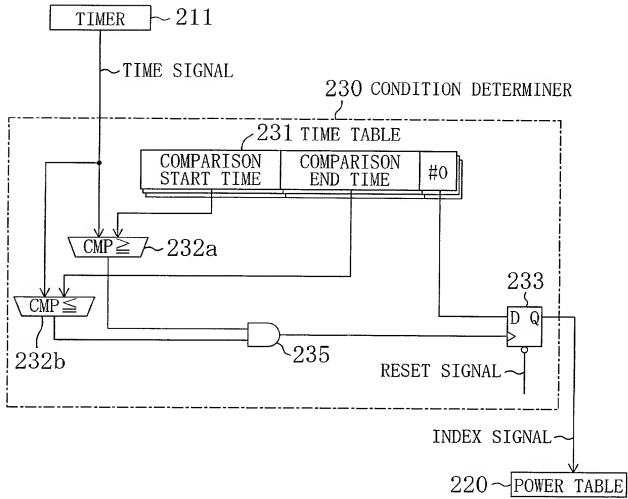 TIMER
211
TIME SIGNAL
230 CONDITION DETERMINER
231 TIME TABLE
COMPARISON START TIME
COMPARISON END TIME
#0
CMP≧
232a
CMP≦
232b
235
233
D Q
RESET SIGNAL
INDEX SIGNAL
220
POWER TABLE